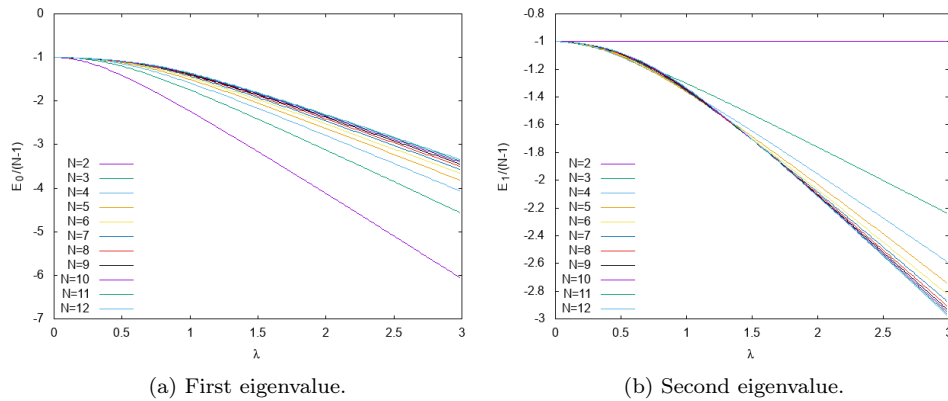 0
-1
-2
-3
-4
-5
-6
-7
E0/(N-1)
N=2
N=3
N=4
N=5
N=6
N=7
N=8
N=9
N=10
N=11
N=12
0 0.5 1 1.5 2 2.5 3
λ
(a) First eigenvalue.
-0.8
-1
-1.2
-1.4
-1.6
-1.8
-2
-2.2
-2.4
-2.6
-2.8
-3
E1/(N-1)
N=2
N=3
N=4
N=5
N=6
N=7
N=8
N=9
N=10
N=11
N=12
0 0.5 1 1.5 2 2.5 3
λ
(b) Second eigenvalue.